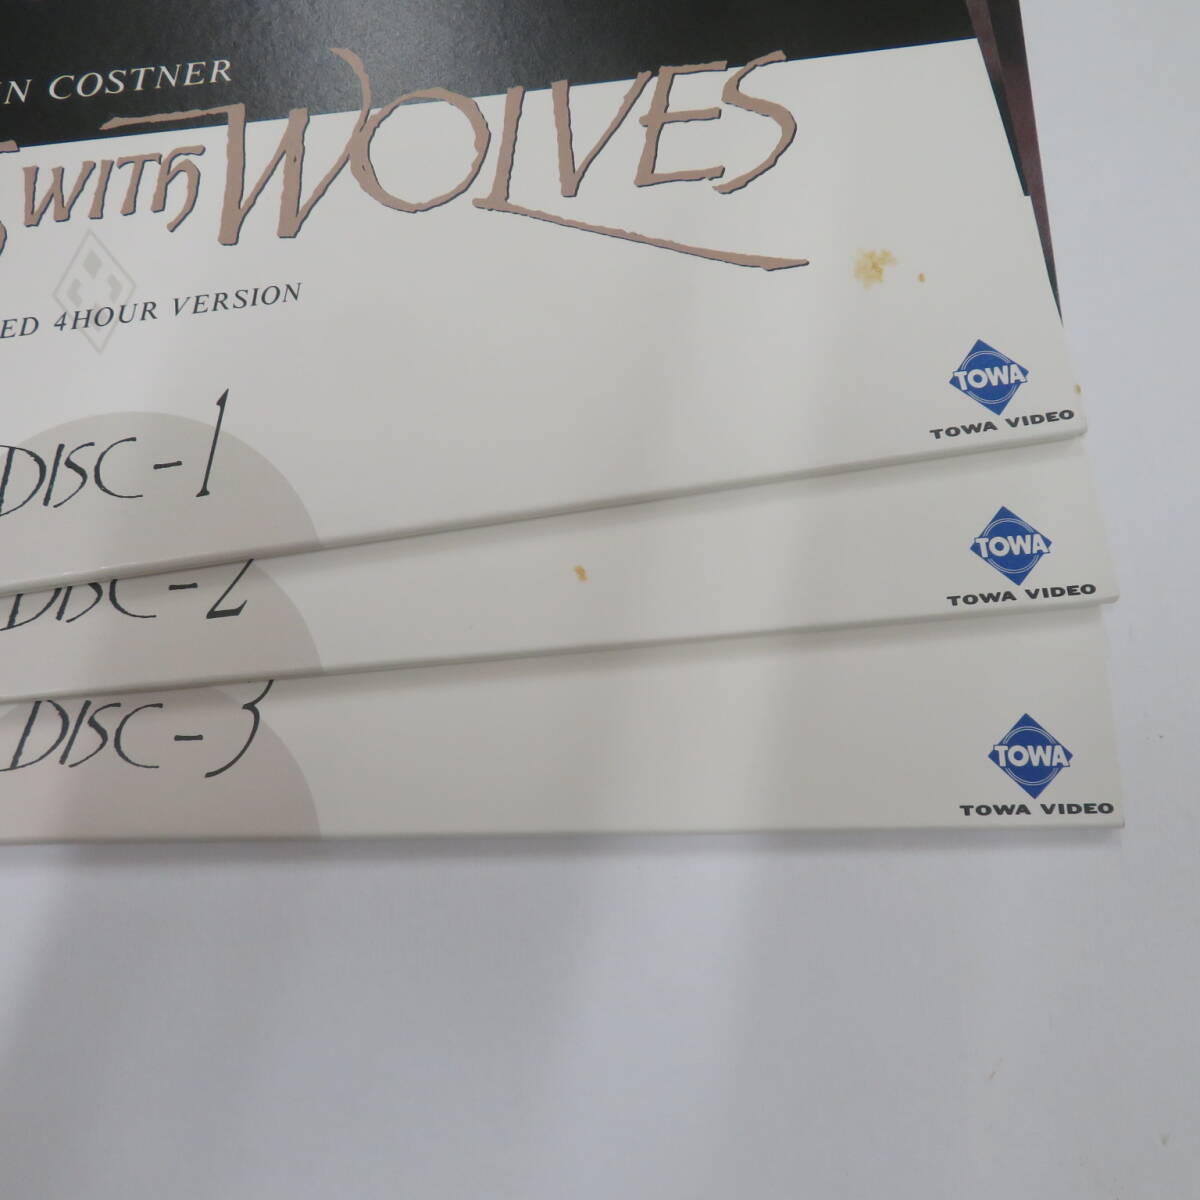 IN COSTNER
S WITH WOLVES
ED 4HOUR VERSION
DISC-1
TOWA
TOWA VIDEO
DISC-2
TOWA
TOWA VIDEO
DISC-3
TOWA
TOWA VIDEO